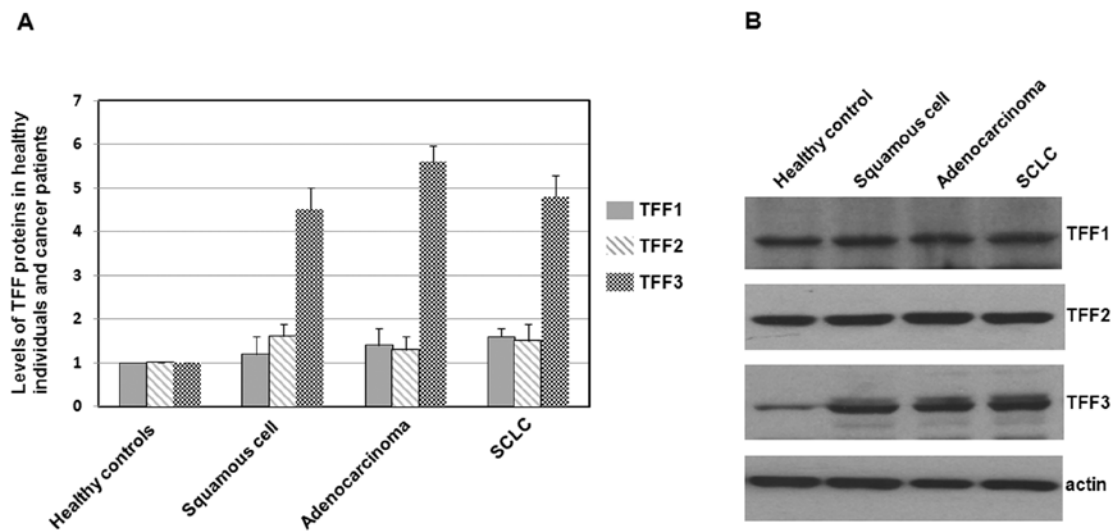 A
Levels of TFF proteins in healthy
individuals and cancer patients
7
6
5
4
3
2
1
0
Healthy controls
Squamous cell
Adenocarcinoma
SCLC
TFF1
TFF2
TFF3
B
Healthy control
Squamous cell
Adenocarcinoma
SCLC
TFF1
TFF2
TFF3
actin